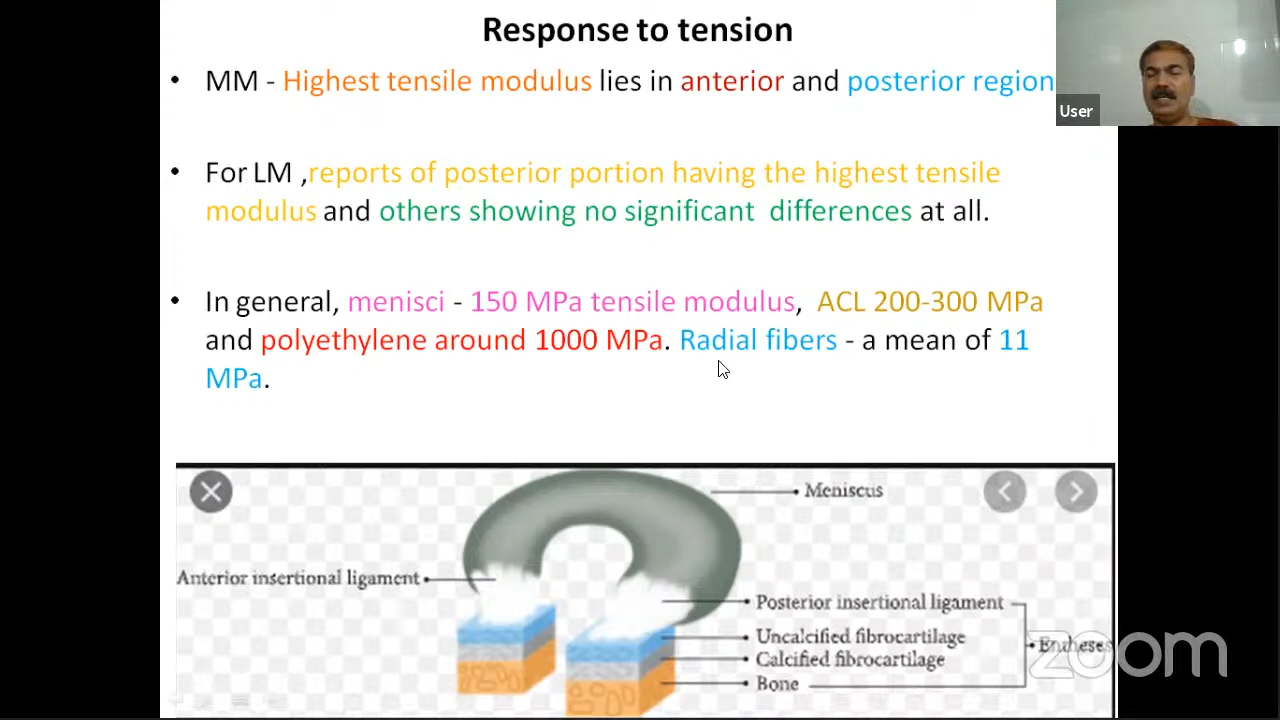 Response to tension
• MM - Highest tensile modulus lies in anterior and posterior region
User
• For LM ,reports of posterior portion having the highest tensile
modulus and others showing no significant differences at all.
• In general, menisci - 150 MPa tensile modulus, ACL 200-300 MPa
and polyethylene around 1000 MPa. Radial fibers - a mean of 11
MPa.
Meniscus
Anterior insertional ligament
Posterior insertional ligament
Uncalcified fibrocartilage
Entheses
Calcified fibrocartilage
Bone
zoom